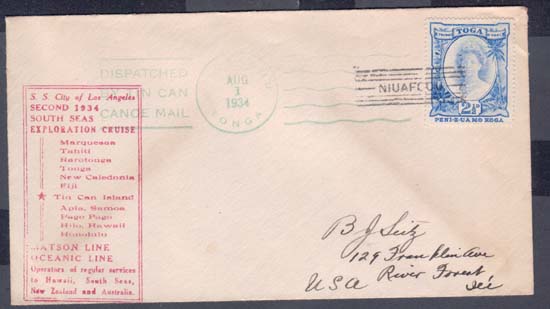 S. S. City of Los Angeles
SECOND 1934
SOUTH SEAS
EXPLORATION CRUISE
Marquesas
Tahiti
Rarotonga
Tonga
New Caledonia
Fiji
Tin Can Island
Apia, Samoa
Pago Pago
Hilo, Hawaii
Honolulu
MATSON LINE
OCEANIC LINE
Operators of regular services
to Hawaii, South Seas,
New Zealand and Australia.
DISPATCHED
BY TIN CAN
CANOE MAIL
AUG
1
1934
TONGA
NIUAFOOU
TOGA
2½
PENI-E-UA MO KOGA
B J Seitz
129 Franklin Ave
River Forest
Ill
USA